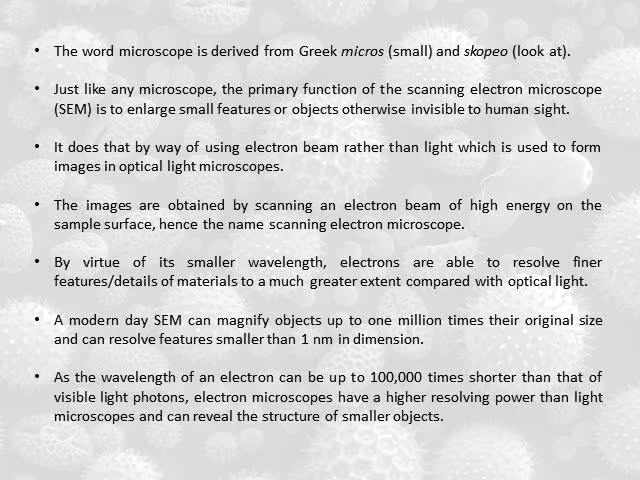 • The word microscope is derived from Greek micros (small) and skopeo (look at).
• Just like any microscope, the primary function of the scanning electron microscope
(SEM) is to enlarge small features or objects otherwise invisible to human sight.
• It does that by way of using electron beam rather than light which is used to form
images in optical light microscopes.
• The images are obtained by scanning an electron beam of high energy on the
sample surface, hence the name scanning electron microscope.
• By virtue of its smaller wavelength, electrons are able to resolve finer
features/details of materials to a much greater extent compared with optical light.
• A modern day SEM can magnify objects up to one million times their original size
and can resolve features smaller than 1 nm in dimension.
• As the wavelength of an electron can be up to 100,000 times shorter than that of
visible light photons, electron microscopes have a higher resolving power than light
microscopes and can reveal the structure of smaller objects.